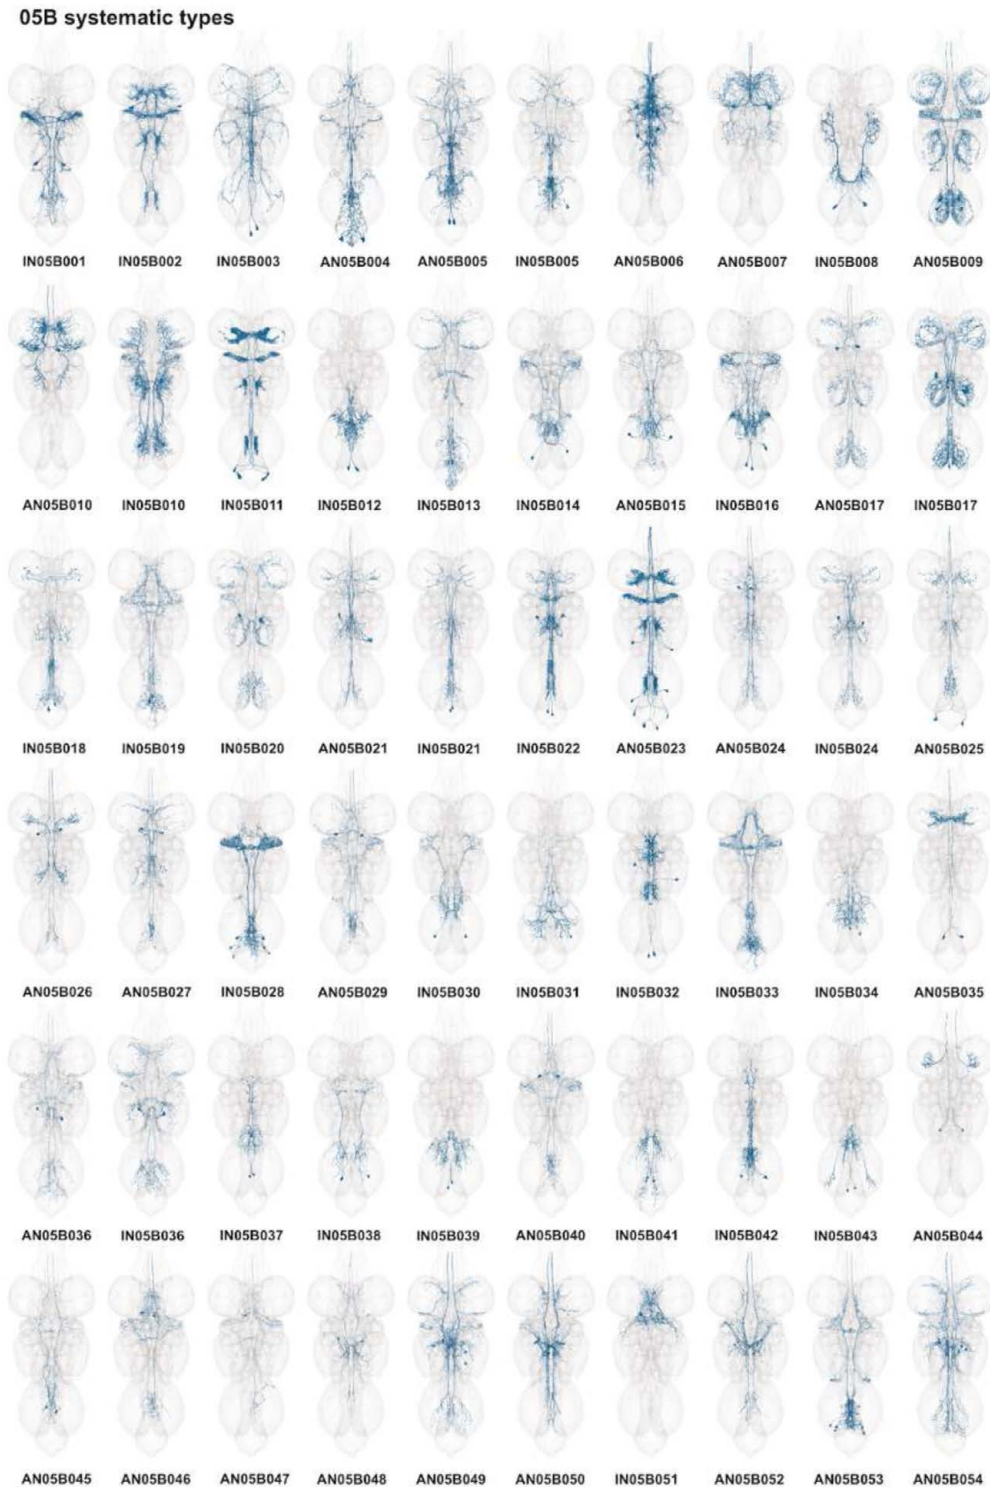 05B systematic types
IN05B001 IN05B002 IN05B003 AN05B004 AN05B005 IN05B005 AN05B006 AN05B007 IN05B008 AN05B009
AN05B010 IN05B010 IN05B011 IN05B012 IN05B013 IN05B014 AN05B015 IN05B016 AN05B017 IN05B017
IN05B018 IN05B019 IN05B020 AN05B021 IN05B021 IN05B022 AN05B023 AN05B024 IN05B024 AN05B025
AN05B026 AN05B027 IN05B028 AN05B029 IN05B030 IN05B031 IN05B032 IN05B033 IN05B034 AN05B035
AN05B036 IN05B036 IN05B037 IN05B038 IN05B039 AN05B040 IN05B041 IN05B042 IN05B043 AN05B044
AN05B045 AN05B046 AN05B047 AN05B048 AN05B049 AN05B050 IN05B051 AN05B052 AN05B053 AN05B054